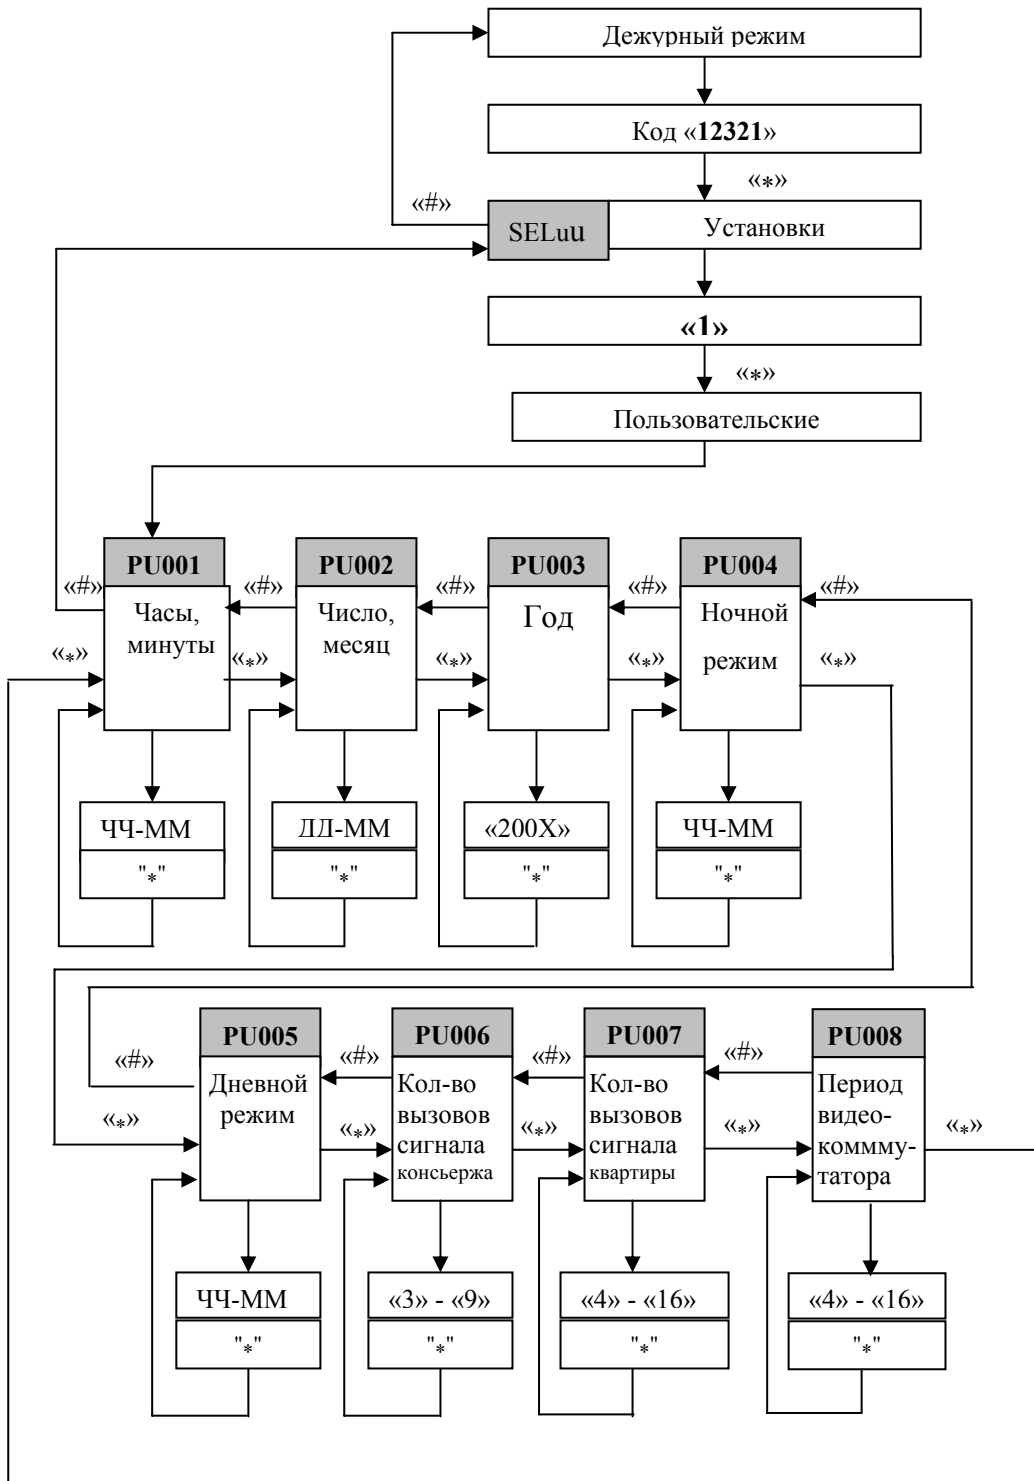 Дежурный режим
Код «12321»
«*»
«#»
SELuu
Установки
«1»
«*»
Пользовательские
PU001
PU002
PU003
PU004
«#»
«#»
«#»
«#»
«#»
Часы,
минуты
Число,
месяц
Год
Ночной
режим
«*»
«*»
«*»
«*»
«*»
ЧЧ-ММ
ДД-ММ
«200Х»
ЧЧ-ММ
"*"
"*"
"*"
"*"
PU005
PU006
PU007
PU008
«#»
«#»
«#»
«#»
Дневной
режим
Кол-во
вызовов
сигнала
консьержа
Кол-во
вызовов
сигнала
квартиры
Период
видео-
a коммму-
татора
«*»
«*»
«*»
«*»
«*»
ЧЧ-ММ
«3» - «9»
«4» - «16»
«4» - «16»
"*"
"*"
"*"
"*"